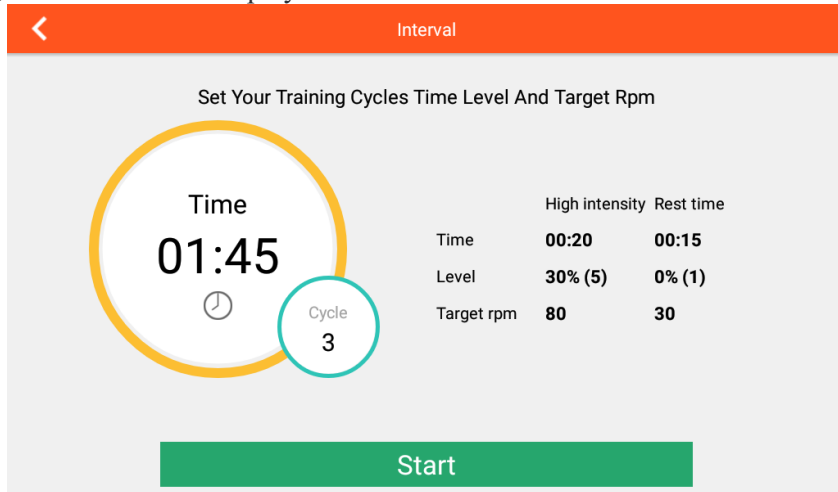 Interval
Set Your Training Cycles Time Level And Target Rpm
Time
01:45
Cycle
3
High intensity Rest time
Time 00:20 00:15
Level 30% (5) 0% (1)
Target rpm 80 30
Start